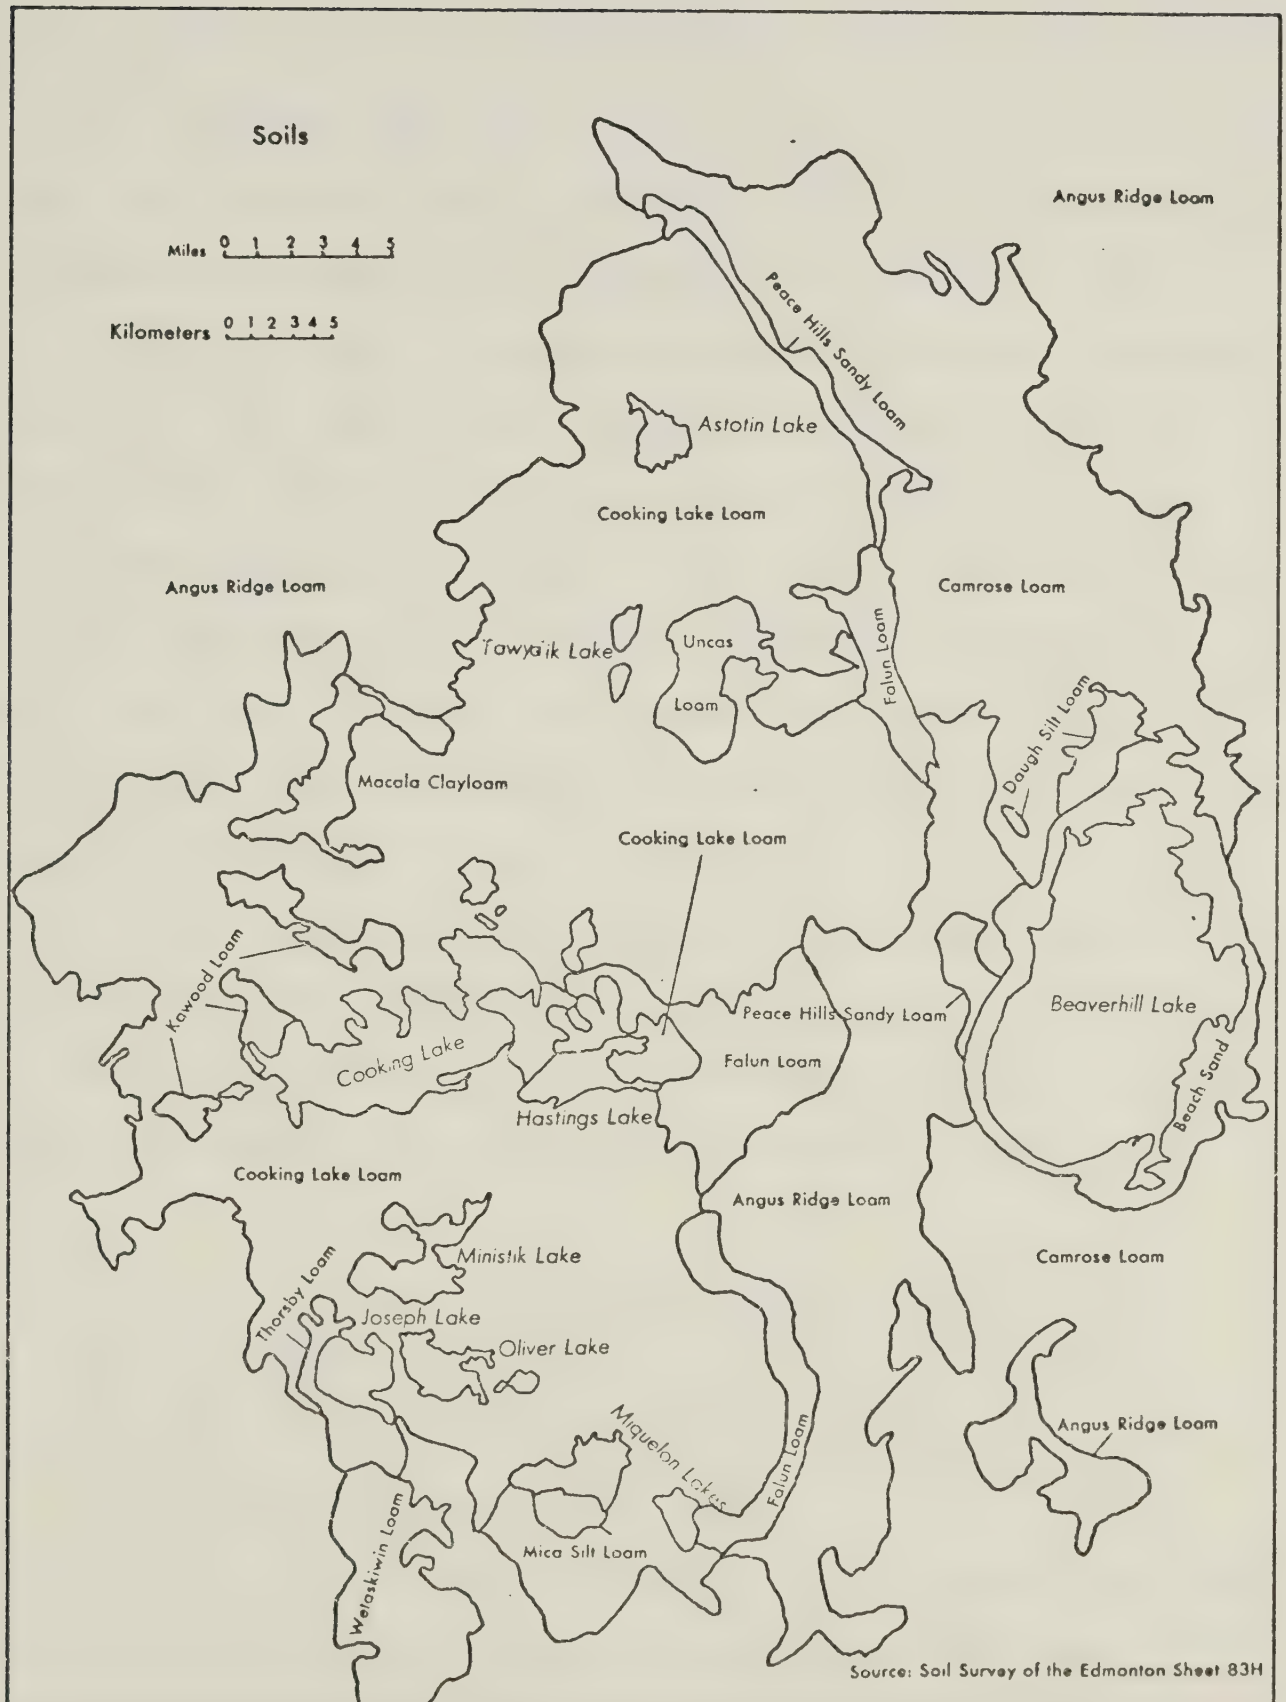 Soils
Angus Ridge Loam
Miles 0 1 2 3 4 5
Kilometers 0 1 2 3 4 5
Peace Hills Sandy Loam
Astotin Lake
Cooking Lake Loam
Angus Ridge Loam
Camrose Loam
Tawya'ik Lake
Uncas
Loam
Falun Loam
Daugh Silt Loam
Macala Clayloam
Cooking Lake Loam
Kawood Loam
Beaverhill Lake
Peace Hills Sandy Loam
Cooking Lake
Falun Loam
Beach Sand
Hastings Lake
Cooking Lake Loam
Angus Ridge Loam
Ministik Lake
Camrose Loam
Thorsby Loam
Joseph Lake
Oliver Lake
Miquelon Lakes
Angus Ridge Loam
Falun Loam
Wetaskiwin Loam
Mica Silt Loam
Source: Soil Survey of the Edmonton Sheet 83H